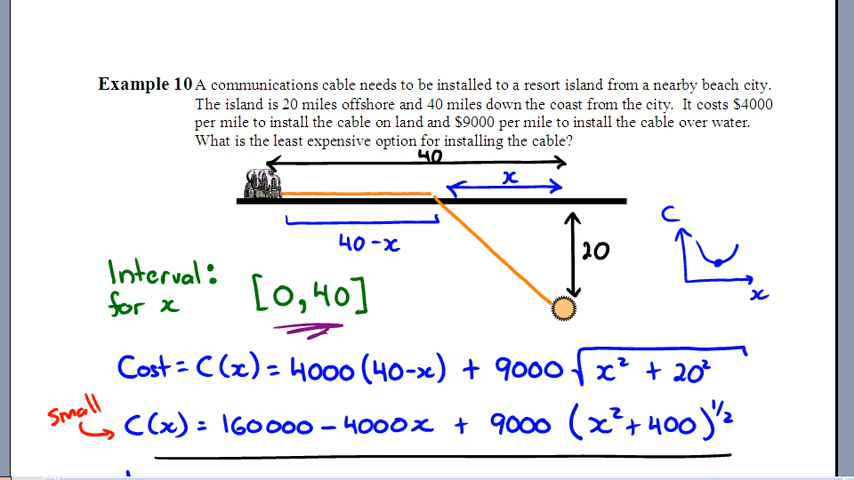 Example 10 A communications cable needs to be installed to a resort island from a nearby beach city.
The island is 20 miles offshore and 40 miles down the coast from the city. It costs $4000
per mile to install the cable on land and $9000 per mile to install the cable over water.
What is the least expensive option for installing the cable?
40
x
C
40-x
20
Interval:
for x
[0,40]
x
Cost = C(x) = 4000(40-x) + 9000 √(x² + 20²)
small
C(x) = 160000 - 4000x + 9000 (x²+400)^1/2